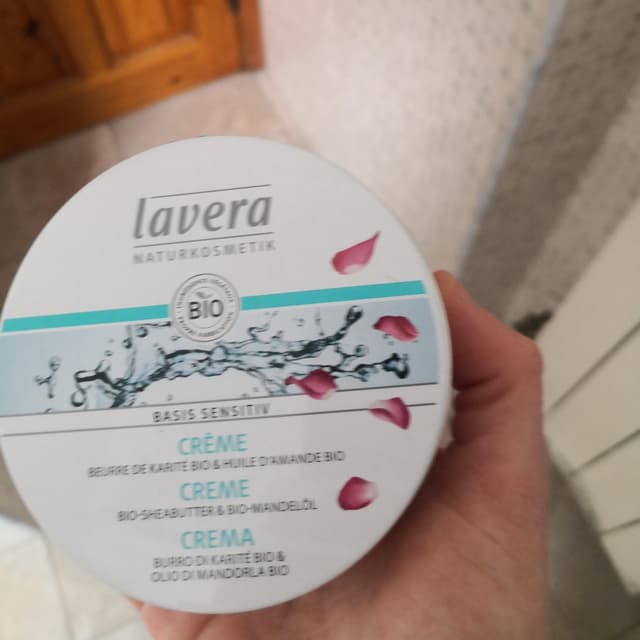 lavera
NATURKOSMETIK
BIO
BASIS SENSITIV
CRÈME
BEURRE DE KARITÉ BIO & HUILE D'AMANDE BIO
CREME
BIO-SHEABUTTER & BIO-MANDELÖL
CREMA
BURRO DI KARITÈ BIO &
OLIO DI MANDORLA BIO